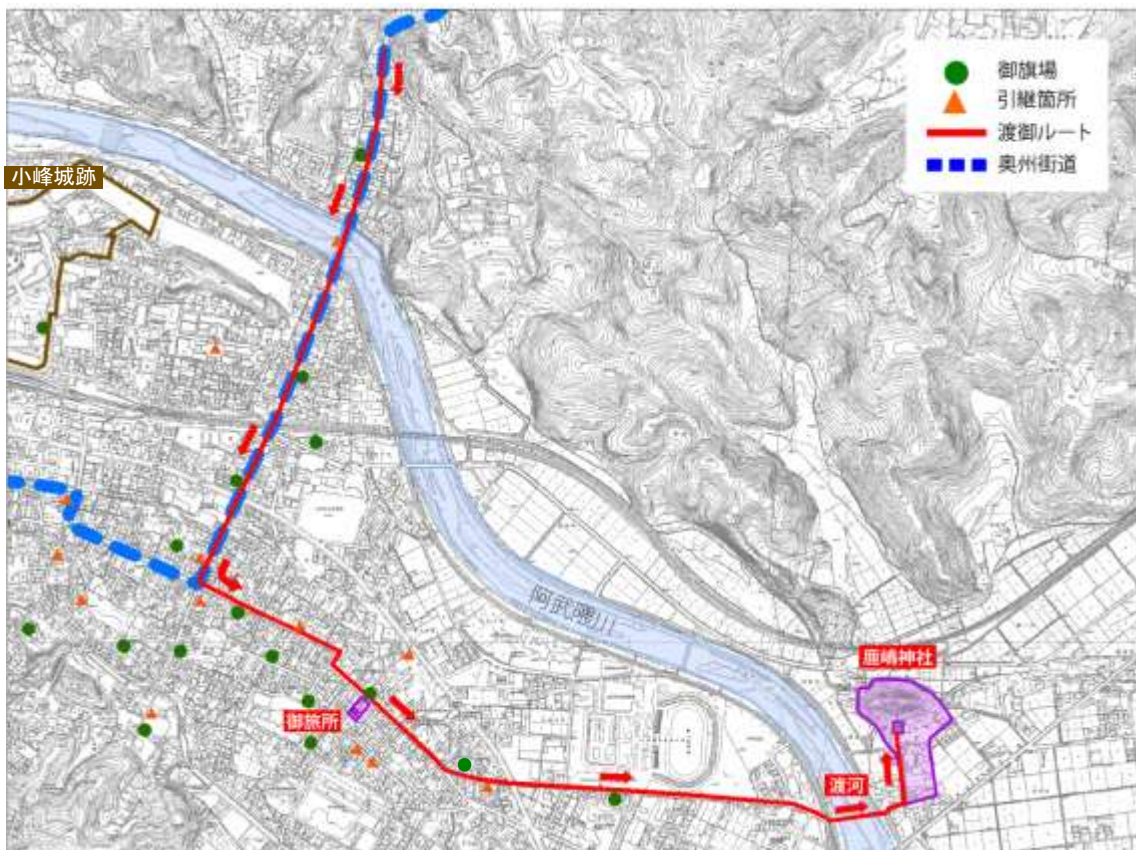 御旗場
引継箇所
渡御ルート
奥州街道
小峰城跡
阿武隈川
鹿嶋神社
御旅所
渡河